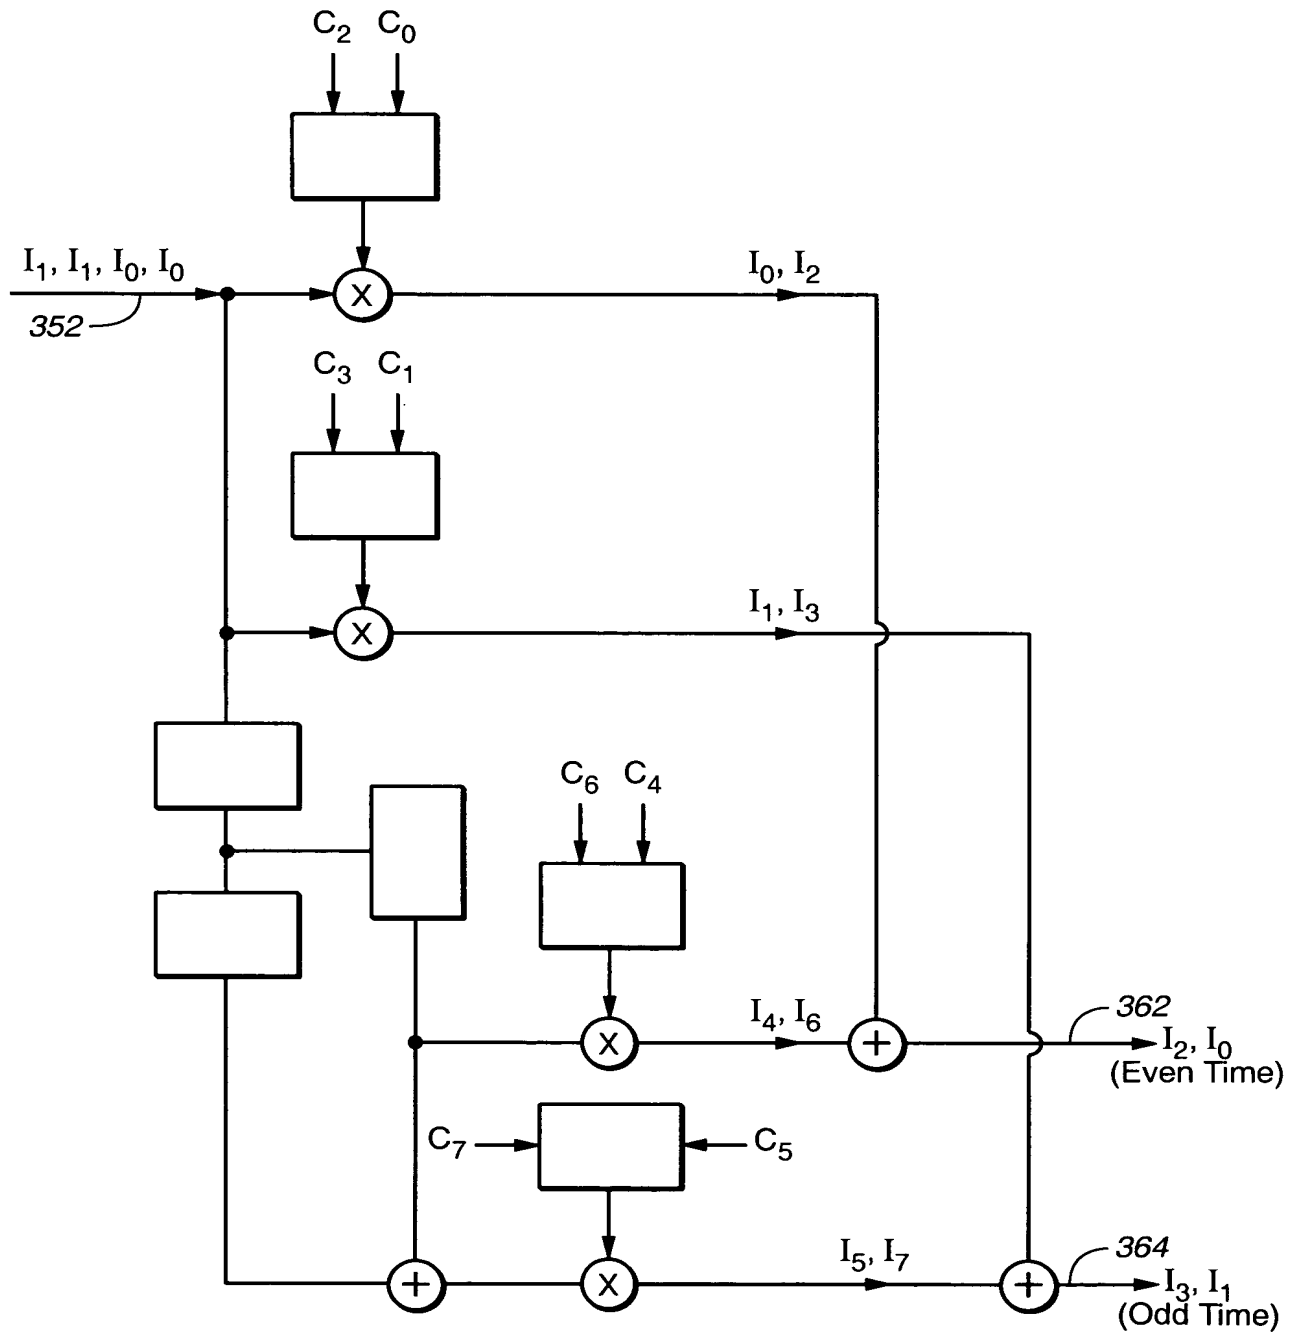 C2 C0
I1, I1, I0, I0
352
X
I0, I2
C3 C1
X
I1, I3
C6 C4
X
I4, I6
+
362
I2, I0
(Even Time)
C7
C5
+
X
I5, I7
+
364
I3, I1
(Odd Time)